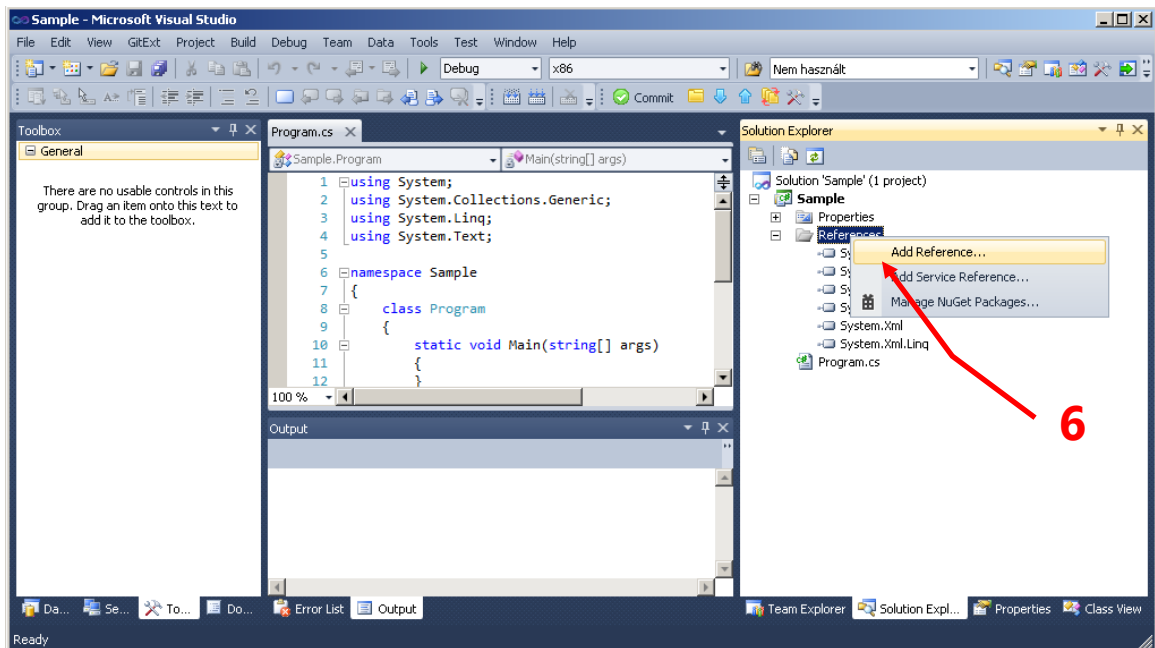 Sample - Microsoft Visual Studio
File Edit View GitExt Project Build Debug Team Data Tools Test Window Help
Debug x86 Nem használt
Commit
Toolbox
General
There are no usable controls in this
group. Drag an item onto this text to
add it to the toolbox.
Program.cs
Sample.Program Main(string[] args)
1 using System;
2 using System.Collections.Generic;
3 using System.Linq;
4 using System.Text;
5
6 namespace Sample
7 {
8 class Program
9 {
10 static void Main(string[] args)
11 {
12 }
100 %
Output
Solution Explorer
Solution 'Sample' (1 project)
Sample
Properties
References
Add Reference...
Add Service Reference...
Manage NuGet Packages...
System.Xml
System.Xml.Linq
Program.cs
6
Da... Se... To... Do... Error List Output Team Explorer Solution Expl... Properties Class View
Ready